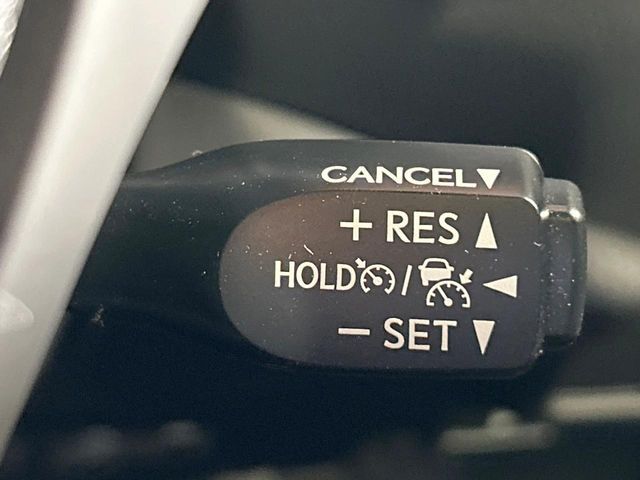 CANCEL▼
+ RES ▲
HOLD / ◀
− SET ▼